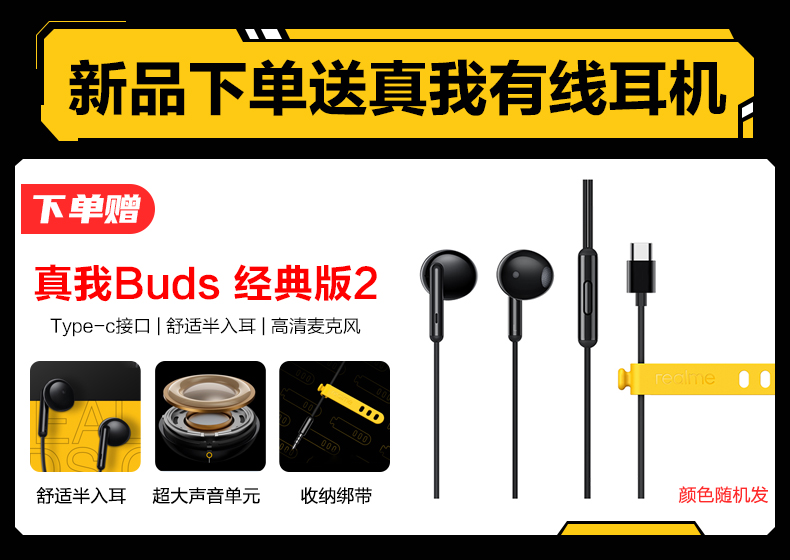 新品下单送真我有线耳机
下单赠
真我Buds 经典版2
Type-c接口 | 舒适半入耳 | 高清麦克风
realme
舒适半入耳
超大声音单元
收纳绑带
颜色随机发